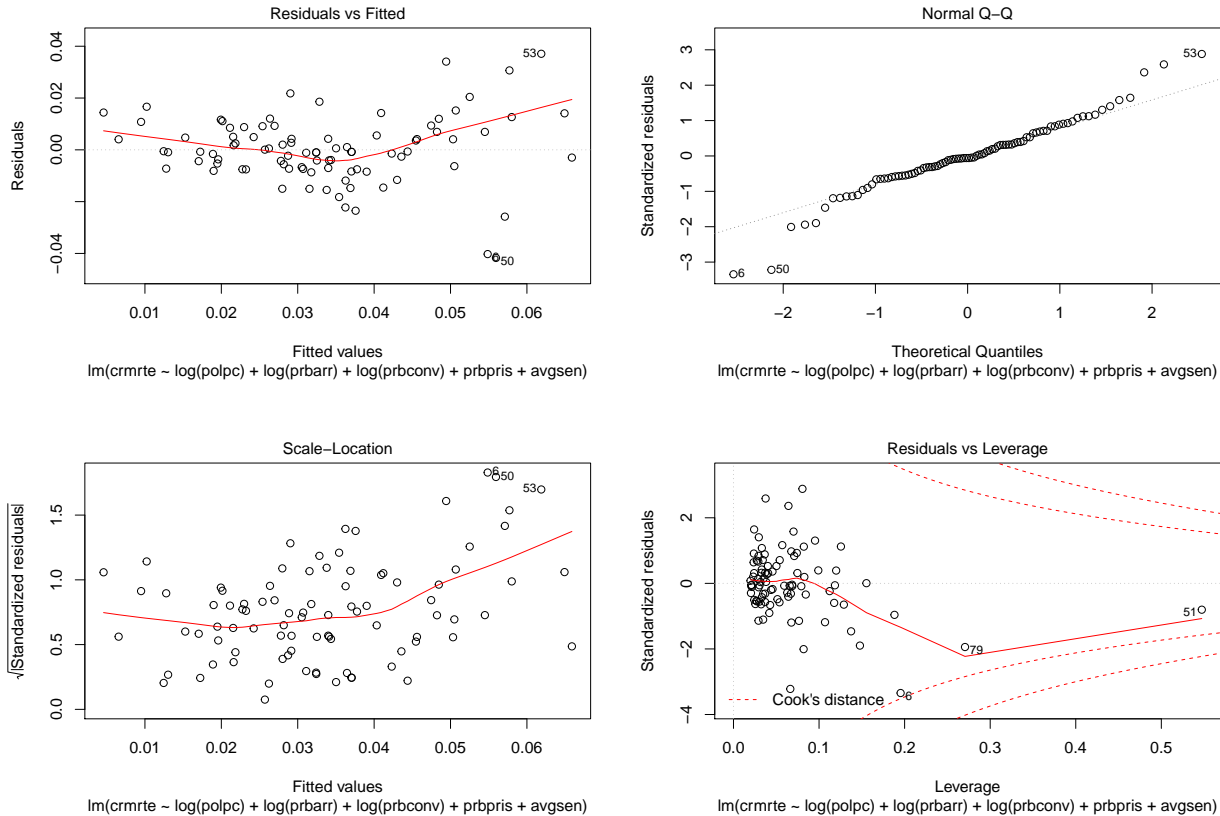 Residuals vs Fitted
Residuals
0.04
0.02
0.00
−0.04
53
6
50
0.01 0.02 0.03 0.04 0.05 0.06
Fitted values
lm(crmrte ~ log(polpc) + log(prbarr) + log(prbconv) + prbpris + avgsen)
Normal Q−Q
Standardized residuals
3
2
1
0
−1
−2
−3
53
50
6
−2 −1 0 1 2
Theoretical Quantiles
lm(crmrte ~ log(polpc) + log(prbarr) + log(prbconv) + prbpris + avgsen)
Scale−Location
√|Standardized residuals|
1.5
1.0
0.5
0.0
6
50
53
0.01 0.02 0.03 0.04 0.05 0.06
Fitted values
lm(crmrte ~ log(polpc) + log(prbarr) + log(prbconv) + prbpris + avgsen)
Residuals vs Leverage
Standardized residuals
2
0
−2
−4
51
79
6
Cook's distance
0.0 0.1 0.2 0.3 0.4 0.5
Leverage
lm(crmrte ~ log(polpc) + log(prbarr) + log(prbconv) + prbpris + avgsen)